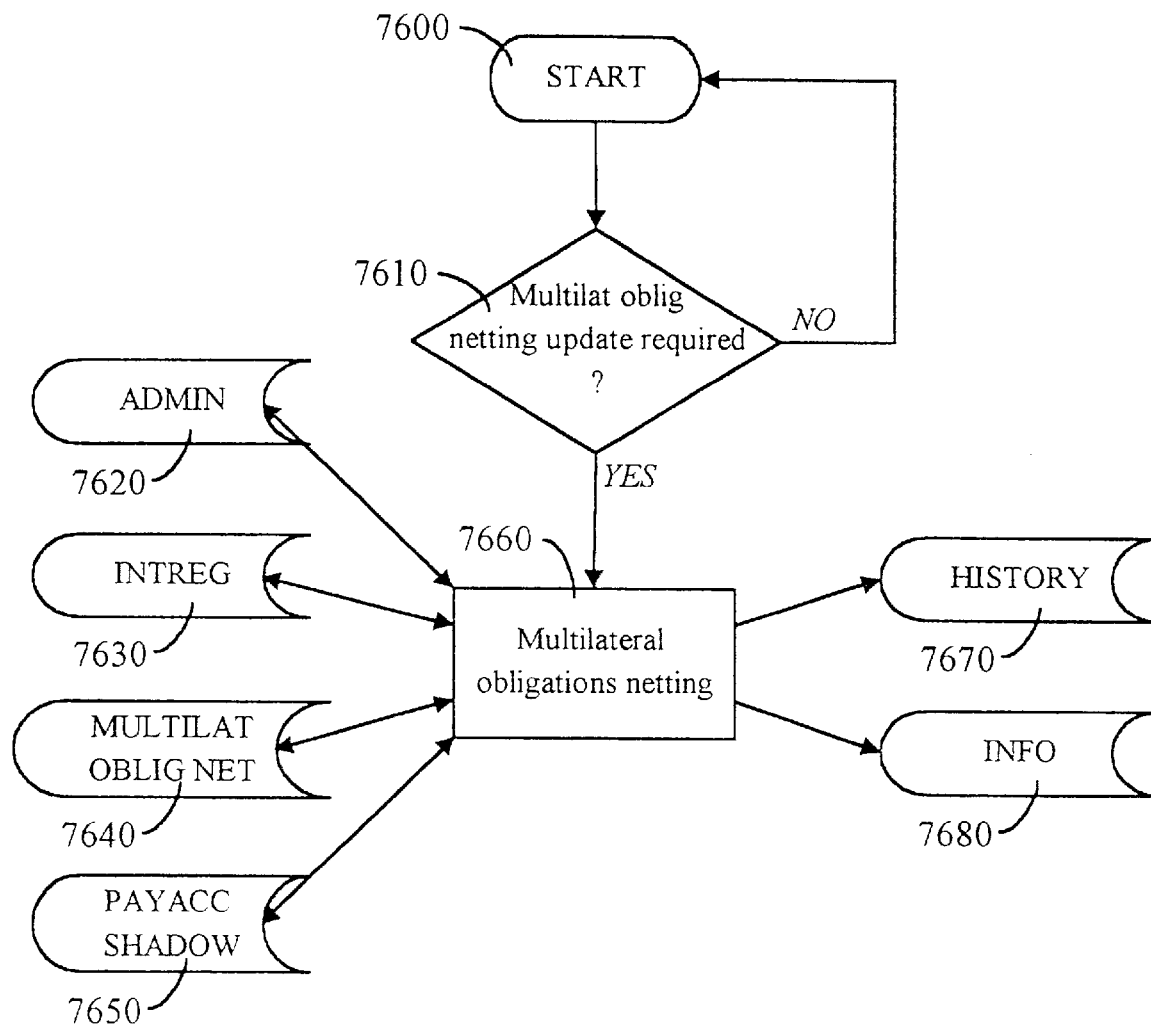 7600
START
7610
Multilat oblig
netting update required
?
NO
YES
ADMIN
7620
INTREG
7630
MULTILAT
OBLIG NET
7640
PAYACC
SHADOW
7650
7660
Multilateral
obligations netting
HISTORY
7670
INFO
7680